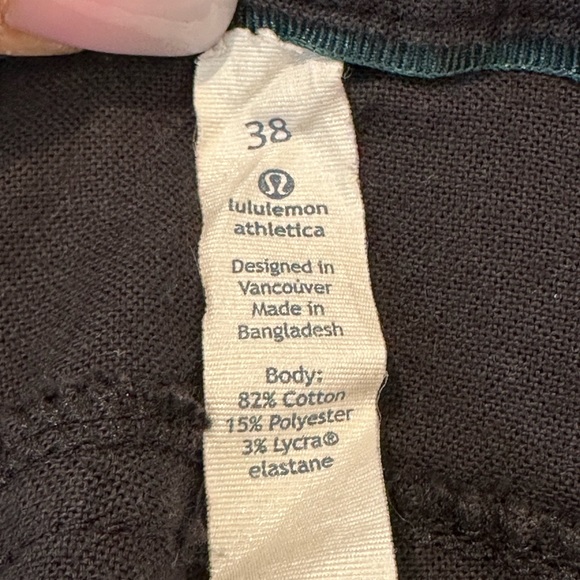 38
lululemon
athletica
Designed in
Vancouver
Made in
Bangladesh
Body:
82% Cotton
15% Polyester
3% Lycra®
elastane